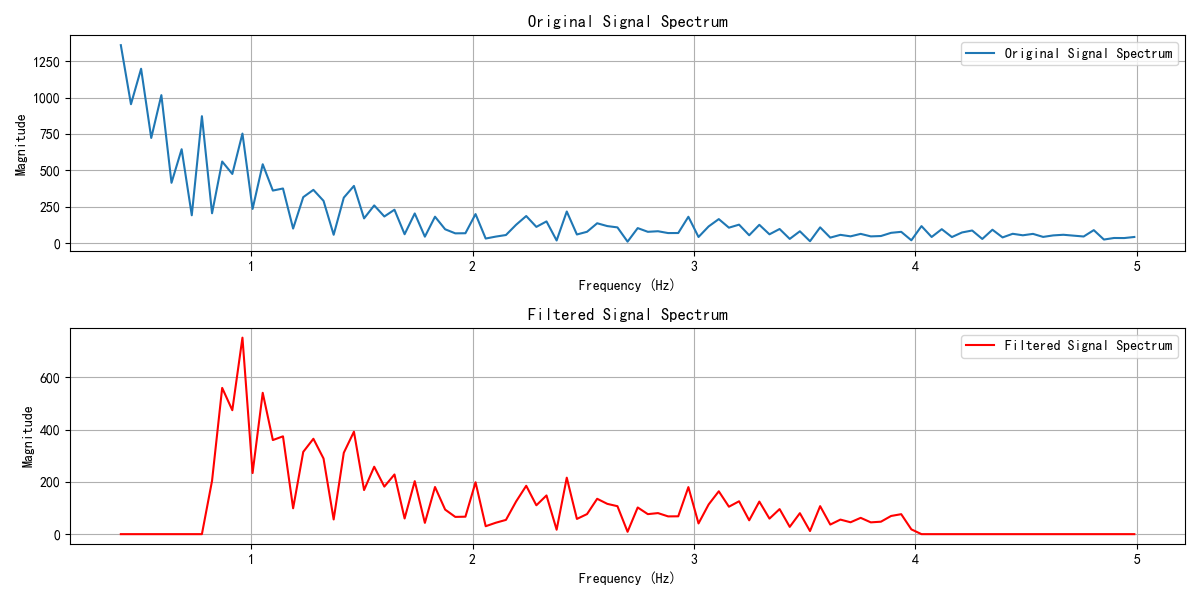 Original Signal Spectrum
Original Signal Spectrum
1250
1000
750
500
250
0
Magnitude
1 2 3 4 5
Frequency (Hz)
Filtered Signal Spectrum
Filtered Signal Spectrum
600
400
200
0
Magnitude
1 2 3 4 5
Frequency (Hz)